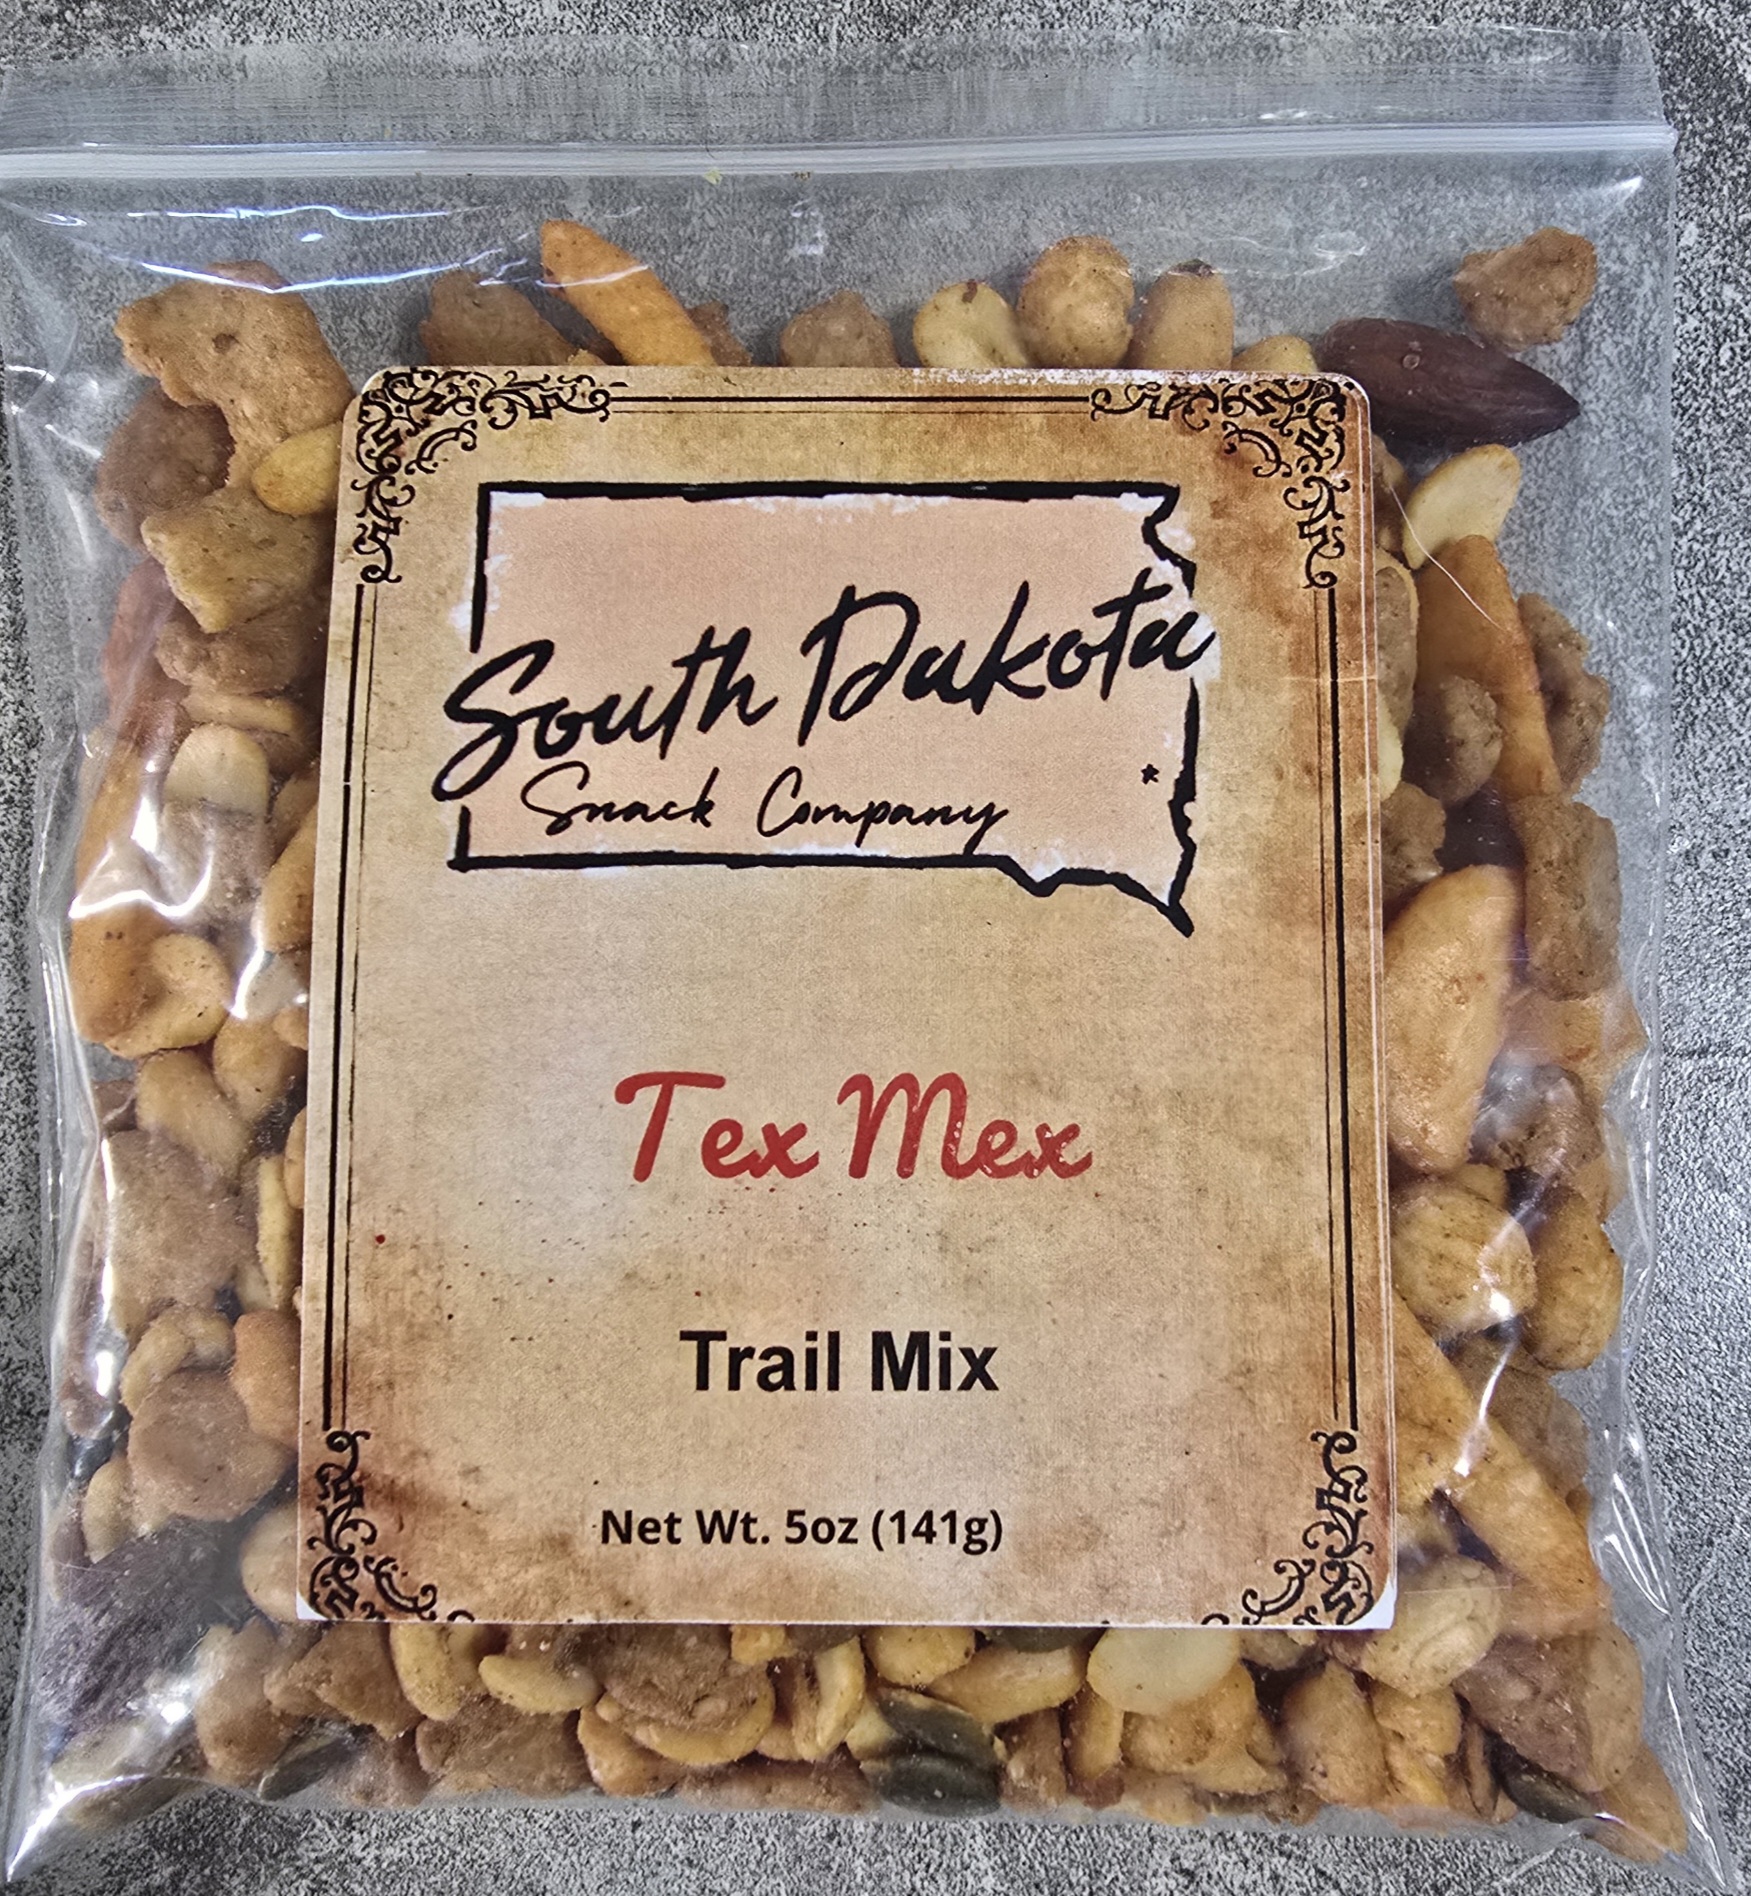 South Dakota
Snack Company
Tex Mex
Trail Mix
Net Wt. 5oz (141g)